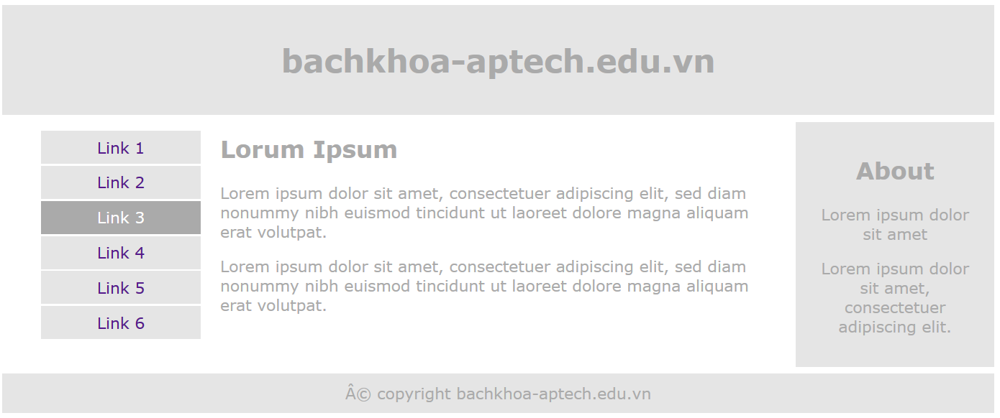 bachkhoa-aptech.edu.vn
Link 1
Link 2
Link 3
Link 4
Link 5
Link 6
Lorum Ipsum
Lorem ipsum dolor sit amet, consectetuer adipiscing elit, sed diam
nonummy nibh euismod tincidunt ut laoreet dolore magna aliquam
erat volutpat.
Lorem ipsum dolor sit amet, consectetuer adipiscing elit, sed diam
nonummy nibh euismod tincidunt ut laoreet dolore magna aliquam
erat volutpat.
About
Lorem ipsum dolor
sit amet
Lorem ipsum dolor
sit amet,
consectetuer
adipiscing elit.
Â© copyright bachkhoa-aptech.edu.vn